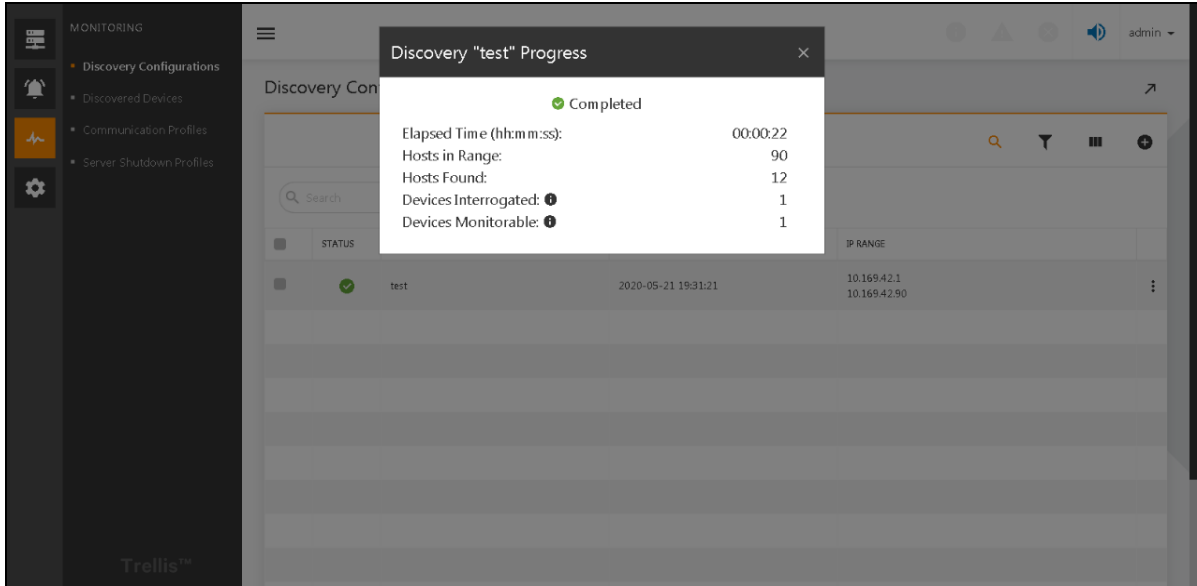 MONITORING
Discovery Configurations
Discovered Devices
Communication Profiles
Server Shutdown Profiles
admin
Discovery Con
Discovery "test" Progress
Completed
Elapsed Time (hh:mm:ss): 00:00:22
Hosts in Range: 90
Hosts Found: 12
Devices Interrogated: 1
Devices Monitorable: 1
Search
STATUS IP RANGE
test 2020-05-21 19:31:21 10.169.42.1
10.169.42.90
Trellis™